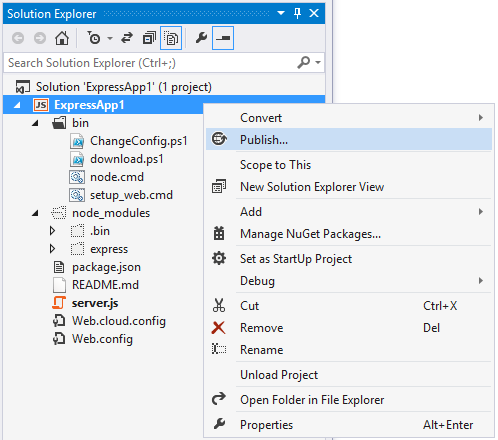 Solution Explorer
Search Solution Explorer (Ctrl+;)
Solution 'ExpressApp1' (1 project)
JS ExpressApp1
bin
ChangeConfig.ps1
download.ps1
node.cmd
setup_web.cmd
node_modules
.bin
express
package.json
README.md
server.js
Web.cloud.config
Web.config
Convert
Publish...
Scope to This
New Solution Explorer View
Add
Manage NuGet Packages...
Set as StartUp Project
Debug
Cut Ctrl+X
Remove Del
Rename
Unload Project
Open Folder in File Explorer
Properties Alt+Enter